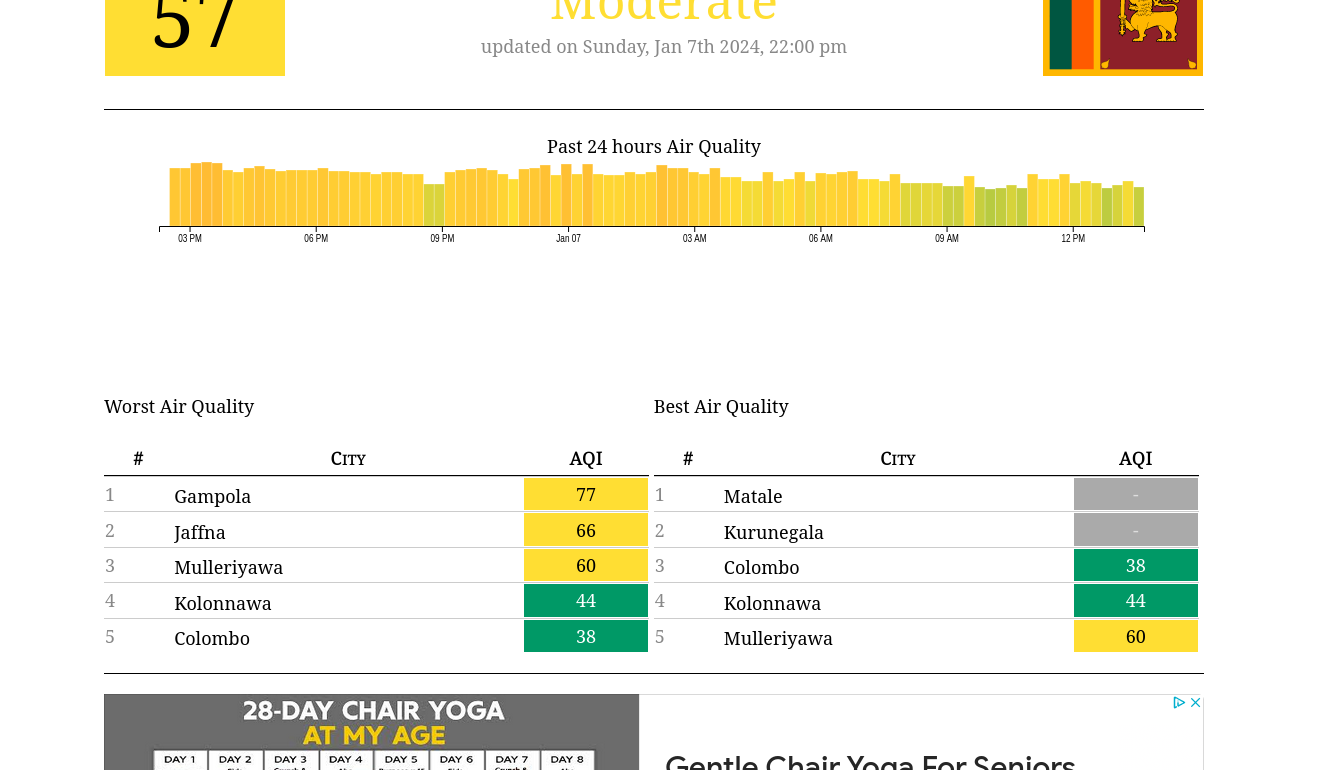 57
Moderate
updated on Sunday, Jan 7th 2024, 22:00 pm
Past 24 hours Air Quality
03 PM 06 PM 09 PM Jan 07 03 AM 06 AM 09 AM 12 PM
Worst Air Quality
# City AQI
1 Gampola 77
2 Jaffna 66
3 Mulleriyawa 60
4 Kolonnawa 44
5 Colombo 38
Best Air Quality
# City AQI
1 Matale -
2 Kurunegala -
3 Colombo 38
4 Kolonnawa 44
5 Mulleriyawa 60
28-DAY CHAIR YOGA
AT MY AGE
DAY 1 DAY 2 DAY 3 DAY 4 DAY 5 DAY 6 DAY 7 DAY 8
Gentle Chair Yoga For Seniors